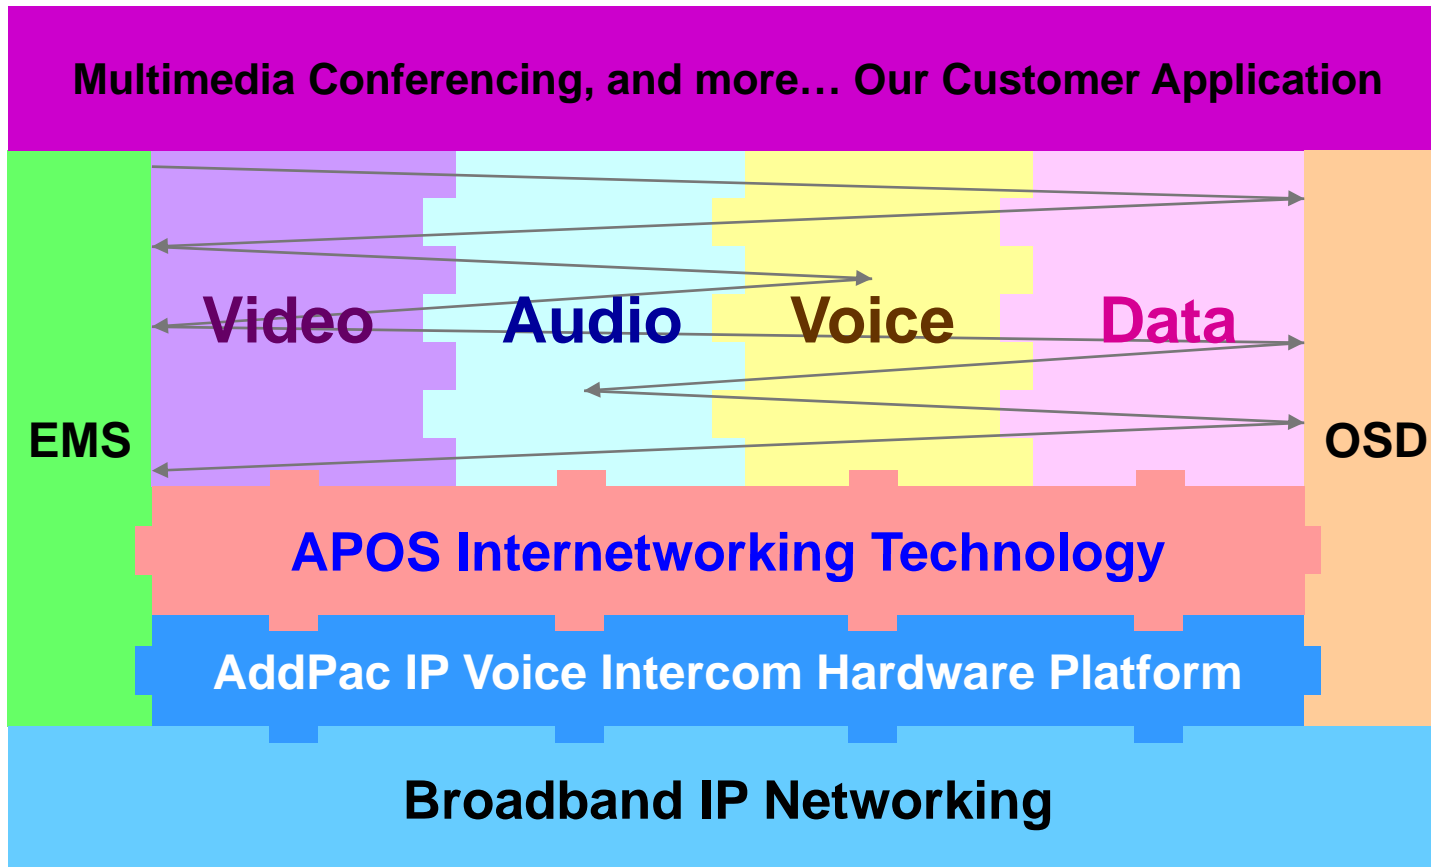 Multimedia Conferencing, and more… Our Customer Application
Video
Audio
Voice
Data
EMS
OSD
APOS Internetworking Technology
AddPac IP Voice Intercom Hardware Platform
Broadband IP Networking